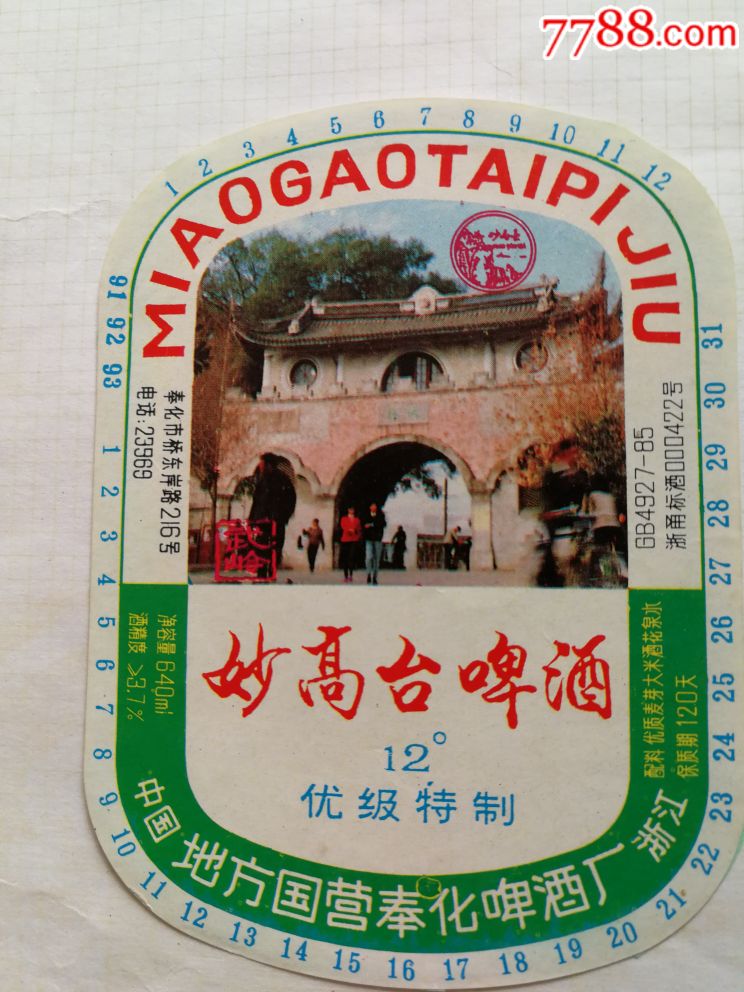 7788.com
1 2 3 4 5 6 7 8 9 10 11 12
MIAOGAOTAIPIJIU
91 92 93
奉化市桥东岸路216号
电话:23969
GB4927-85
浙甬标酒000422号
妙高台啤酒
12°
优级特制
净容量640ml
酒精度>3.7%
配料优质麦芽大米酒花泉水
保质期120天
中国 地方国营奉化啤酒厂 浙江
1 2 3 4 5 6 7 8 9 10 11 12 13 14 15 16 17 18 19 20 21 22 23 24 25 26 27 28 29 30 31